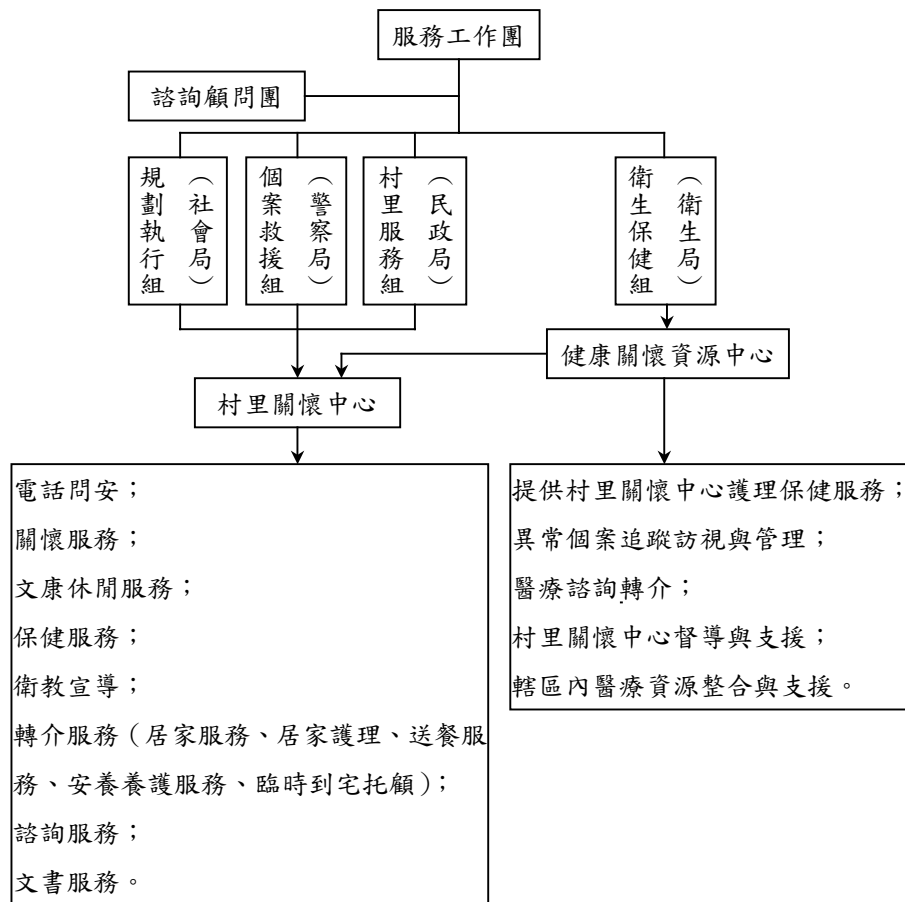 服務工作團
諮詢顧問團
規劃執行組
（社會局）
個案救援組
（警察局）
村里服務組
（民政局）
衛生保健組
（衛生局）
健康關懷資源中心
村里關懷中心
電話問安；
關懷服務；
文康休閒服務；
保健服務；
衛教宣導；
轉介服務（居家服務、居家護理、送餐服
務、安養養護服務、臨時到宅托顧）；
諮詢服務；
文書服務。
提供村里關懷中心護理保健服務；
異常個案追蹤訪視與管理；
醫療諮詢轉介；
村里關懷中心督導與支援；
轄區內醫療資源整合與支援。